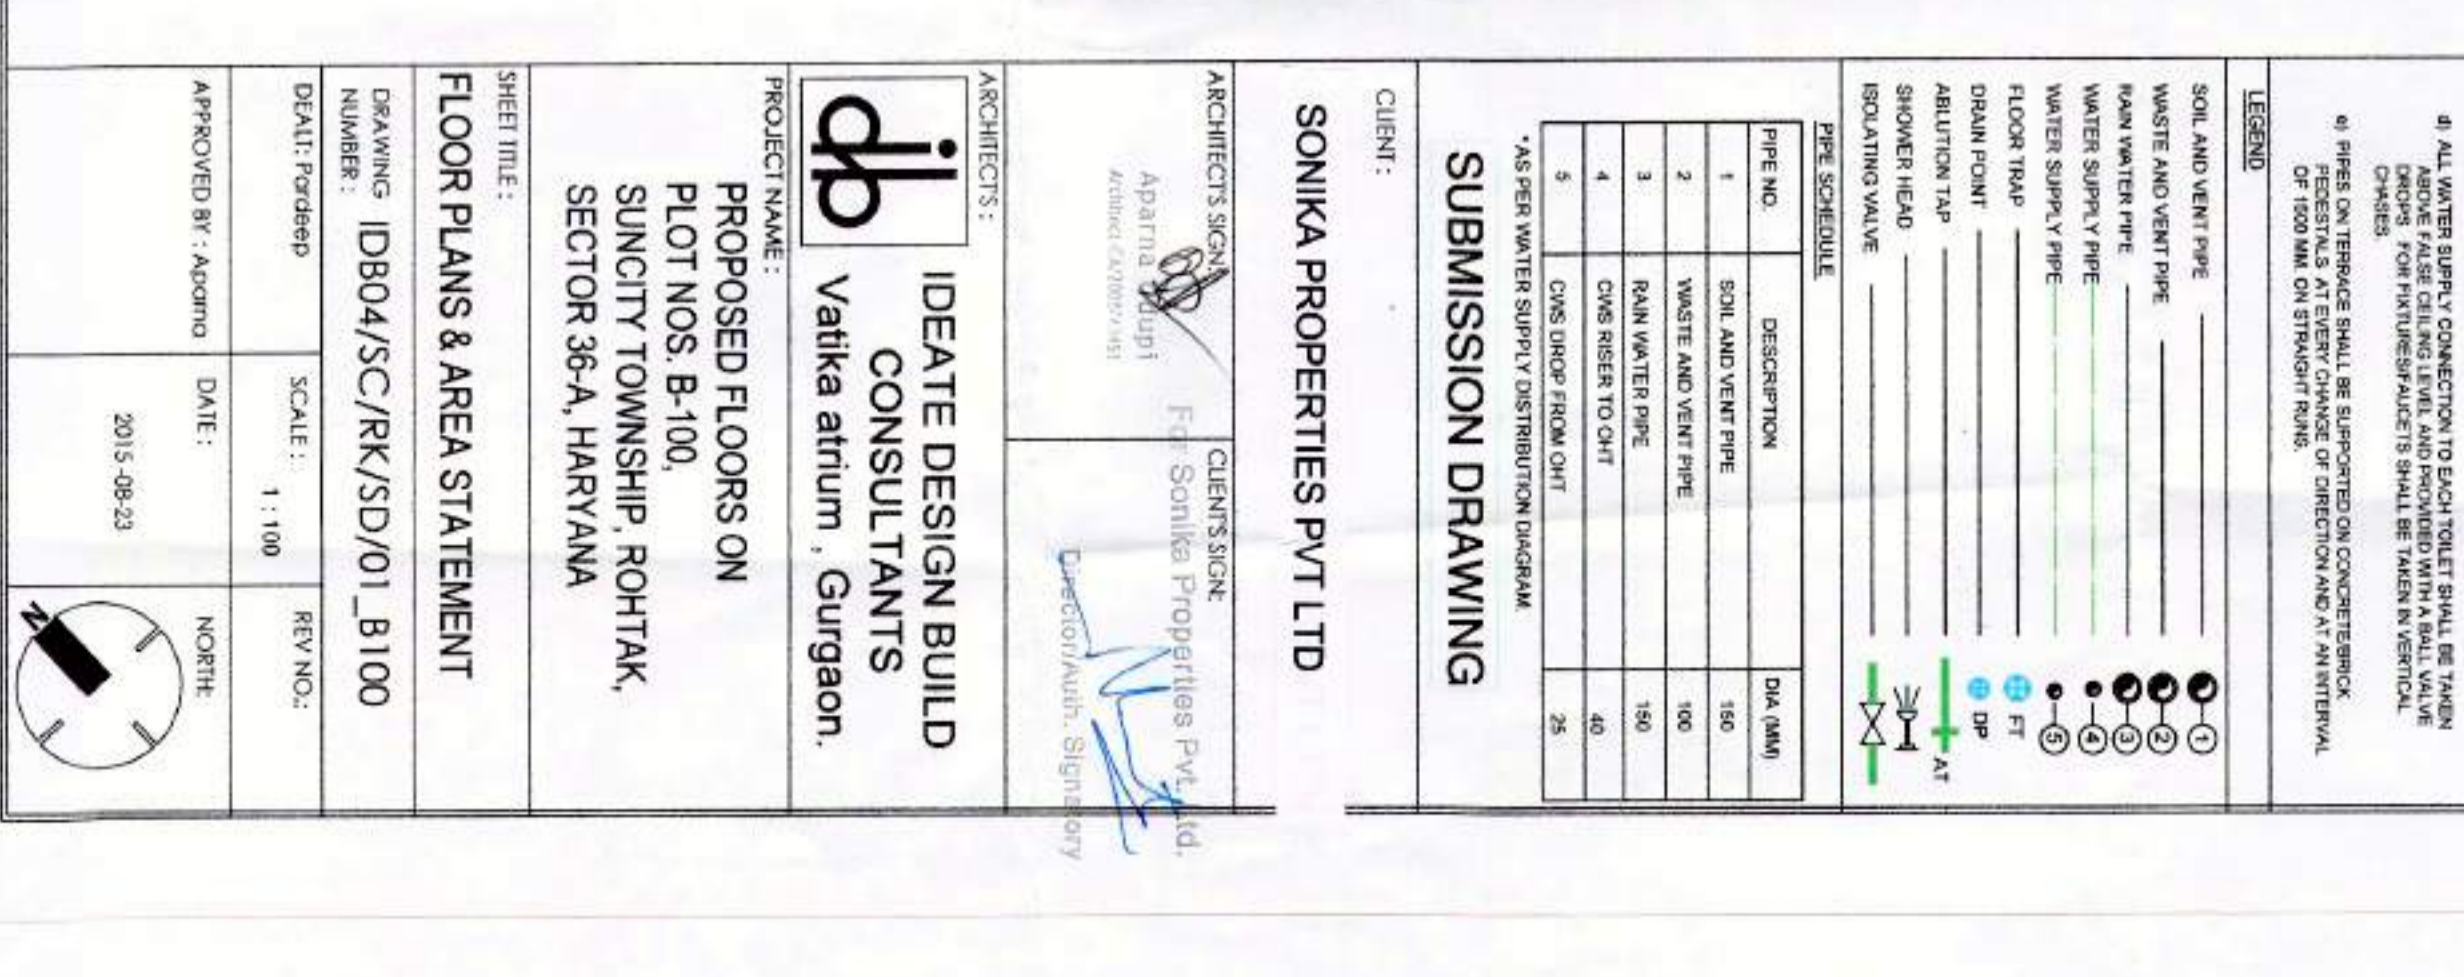 d) ALL WATER SUPPLY CONNECTION TO EACH TOILET SHALL BE TAKEN
ABOVE FALSE CEILING LEVEL AND PROVIDED WITH A BALL VALVE
DROPS FOR FIXTURES/FAUCETS SHALL BE TAKEN IN VERTICAL
CHASES.
e) PIPES ON TERRACE SHALL BE SUPPORTED ON CONCRETE/BRICK
PEDESTALS AT EVERY CHANGE OF DIRECTION AND AT AN INTERVAL
OF 1500 MM. ON STRAIGHT RUNS.
LEGEND
SOIL AND VENT PIPE 1
WASTE AND VENT PIPE 2
RAIN WATER PIPE 3
WATER SUPPLY PIPE 4
WATER SUPPLY PIPE 5
FLOOR TRAP FT
DRAIN POINT DP
ABLUTION TAP AT
SHOWER HEAD
ISOLATING VALVE
PIPE SCHEDULE
PIPE NO. DESCRIPTION DIA (MM)
1 SOIL AND VENT PIPE 150
2 WASTE AND VENT PIPE 100
3 RAIN WATER PIPE 150
4 CWS RISER TO OHT 40
5 CWS DROP FROM OHT 25
*AS PER WATER SUPPLY DISTRIBUTION DIAGRAM.
SUBMISSION DRAWING
CLIENT :
SONIKA PROPERTIES PVT LTD
ARCHITECT'S SIGN: CLIENT'S SIGN:
For Sonika Properties Pvt. Ltd.
Aparna Udupi
Architect
Director/Auth. Signatory
ARCHITECT'S :
dib
IDEATE DESIGN BUILD
CONSULTANTS
Vatika atrium , Gurgaon.
PROJECT NAME :
PROPOSED FLOORS ON
PLOT NOS. B-100,
SUNCITY TOWNSHIP, ROHTAK,
SECTOR 36-A, HARYANA
SHEET TITLE :
FLOOR PLANS & AREA STATEMENT
DRAWING NUMBER : IDB04/SC/RK/SD/01_B100
DEALT: Pardeep SCALE : 1 : 100 REV NO.:
APPROVED BY : Aparna DATE : 2015-08-23 NORTH:
N